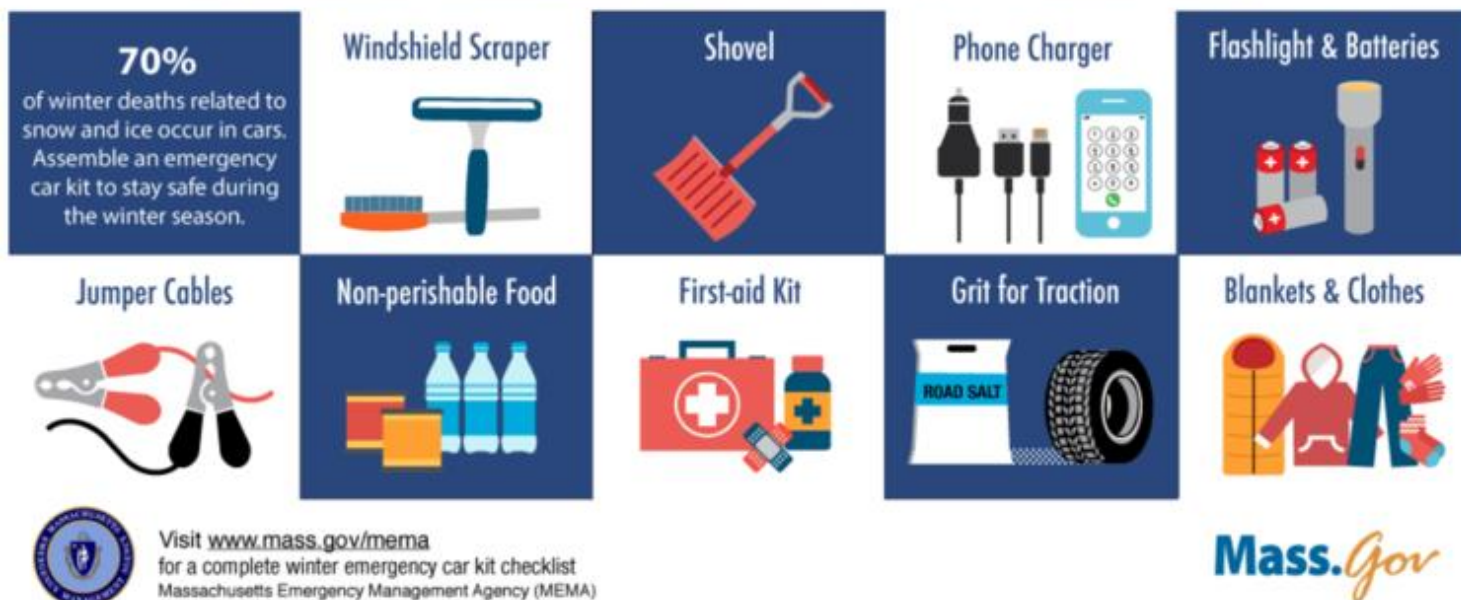 70%
of winter deaths related to
snow and ice occur in cars.
Assemble an emergency
car kit to stay safe during
the winter season.
Windshield Scraper
Shovel
Phone Charger
Flashlight & Batteries
Jumper Cables
Non-perishable Food
First-aid Kit
Grit for Traction
ROAD SALT
Blankets & Clothes
Visit www.mass.gov/mema
for a complete winter emergency car kit checklist
Massachusetts Emergency Management Agency (MEMA)
Mass.Gov